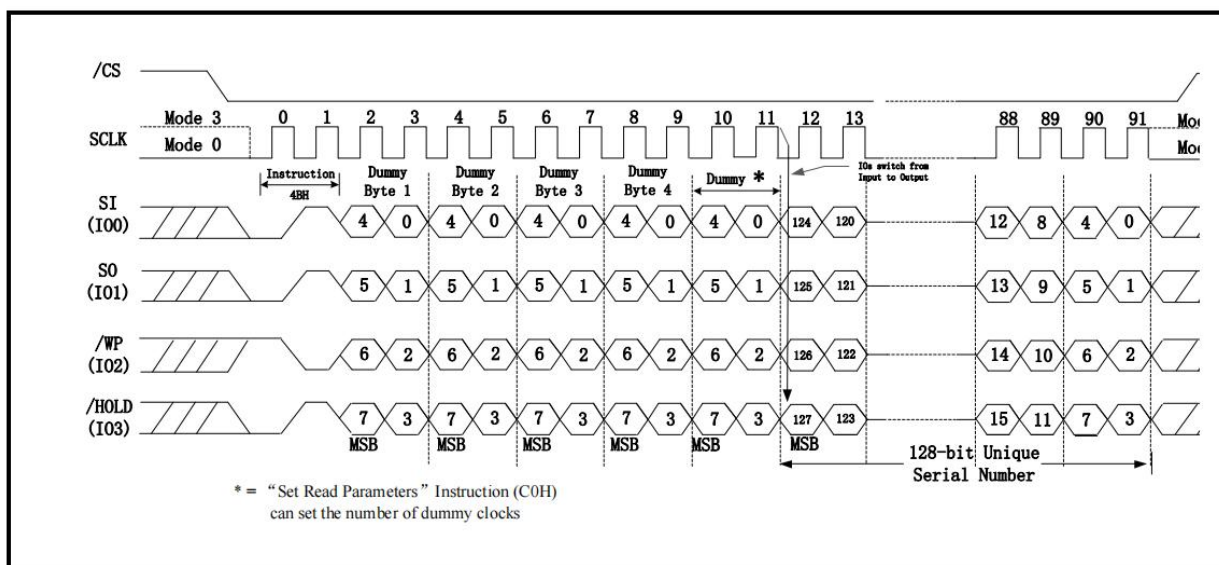 /CS
Mode 3 0 1 2 3 4 5 6 7 8 9 10 11 12 13 88 89 90 91 Mo
SCLK Mode 0 Mo
Instruction Dummy Dummy Dummy Dummy Dummy * IOs switch from
4BH Byte 1 Byte 2 Byte 3 Byte 4 Input to Output
SI
(IO0) 4 0 4 0 4 0 4 0 4 0 124 120 12 8 4 0
SO
(IO1) 5 1 5 1 5 1 5 1 5 1 125 121 13 9 5 1
/WP
(IO2) 6 2 6 2 6 2 6 2 6 2 126 122 14 10 6 2
/HOLD
(IO3) 7 3 7 3 7 3 7 3 7 3 127 123 15 11 7 3
MSB MSB MSB MSB MSB MSB
128-bit Unique
Serial Number
* = “Set Read Parameters” Instruction (C0H)
can set the number of dummy clocks